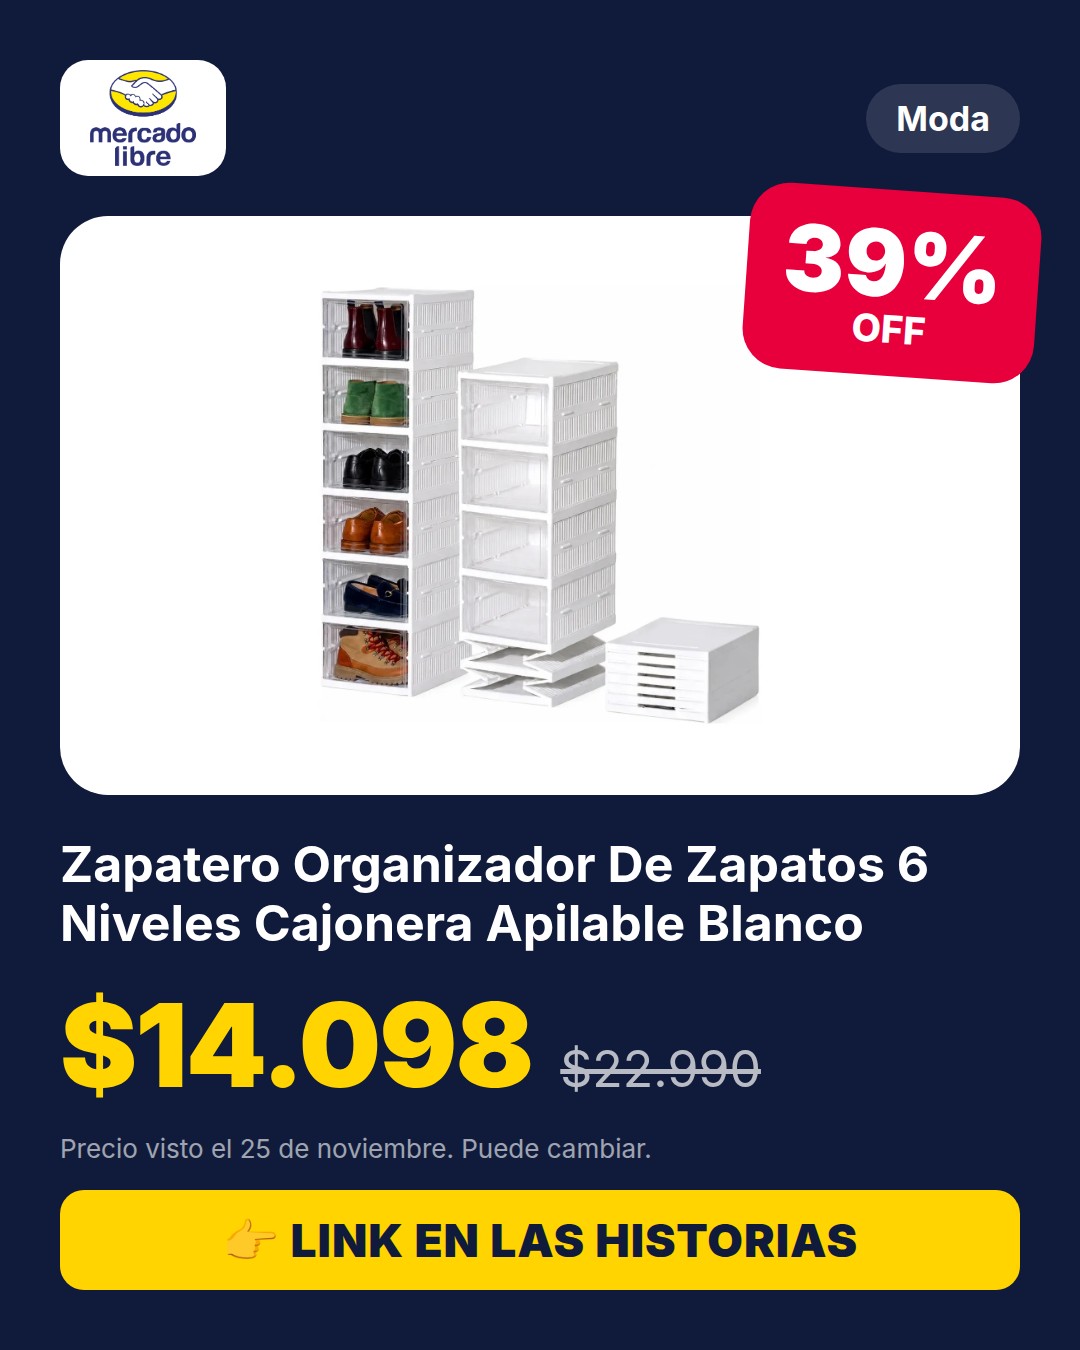 mercado
libre
Moda
39%
OFF
Zapatero Organizador De Zapatos 6
Niveles Cajonera Apilable Blanco
$14.098 $22.990
Precio visto el 25 de noviembre. Puede cambiar.
👉 LINK EN LAS HISTORIAS